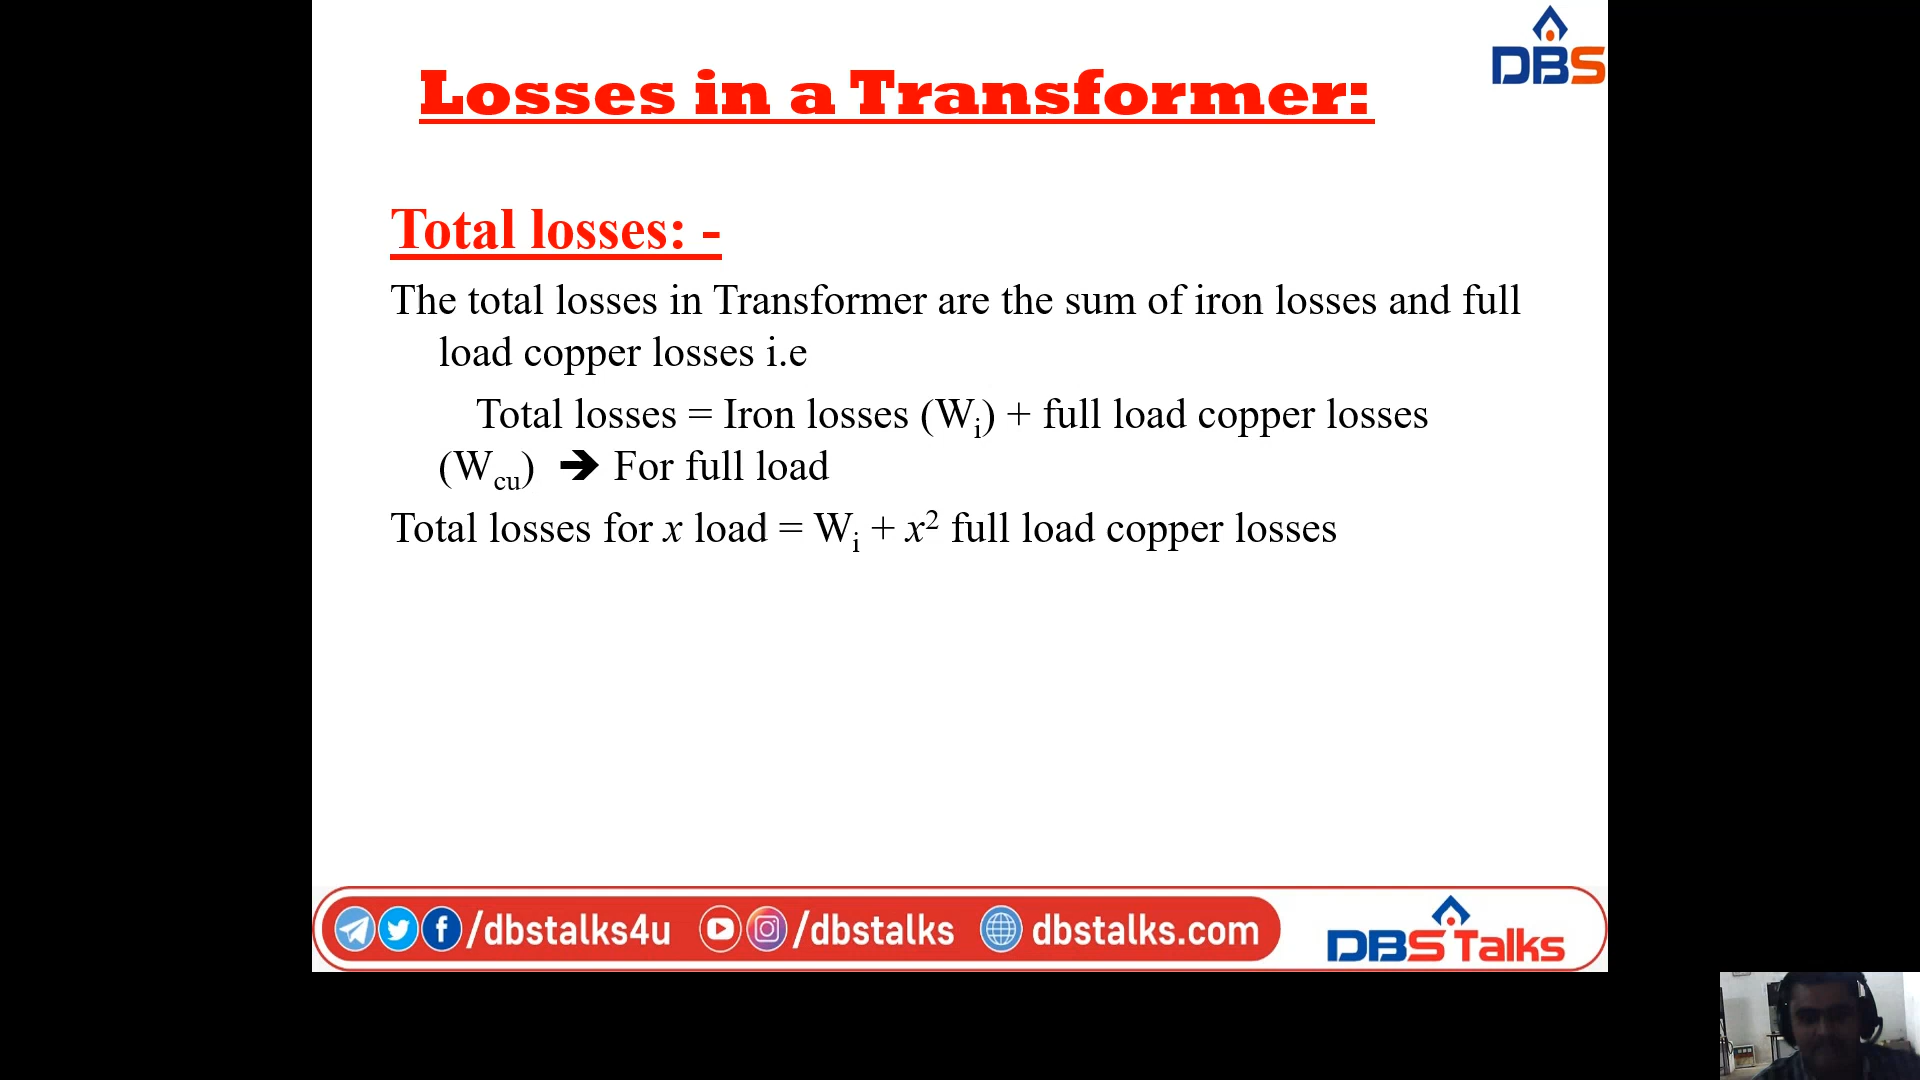 DBS
Losses in a Transformer:
Total losses: -
The total losses in Transformer are the sum of iron losses and full
load copper losses i.e
Total losses = Iron losses (Wᵢ) + full load copper losses
(W_cu) ➔ For full load
Total losses for x load = Wᵢ + x² full load copper losses
/dbstalks4u /dbstalks dbstalks.com DBS Talks